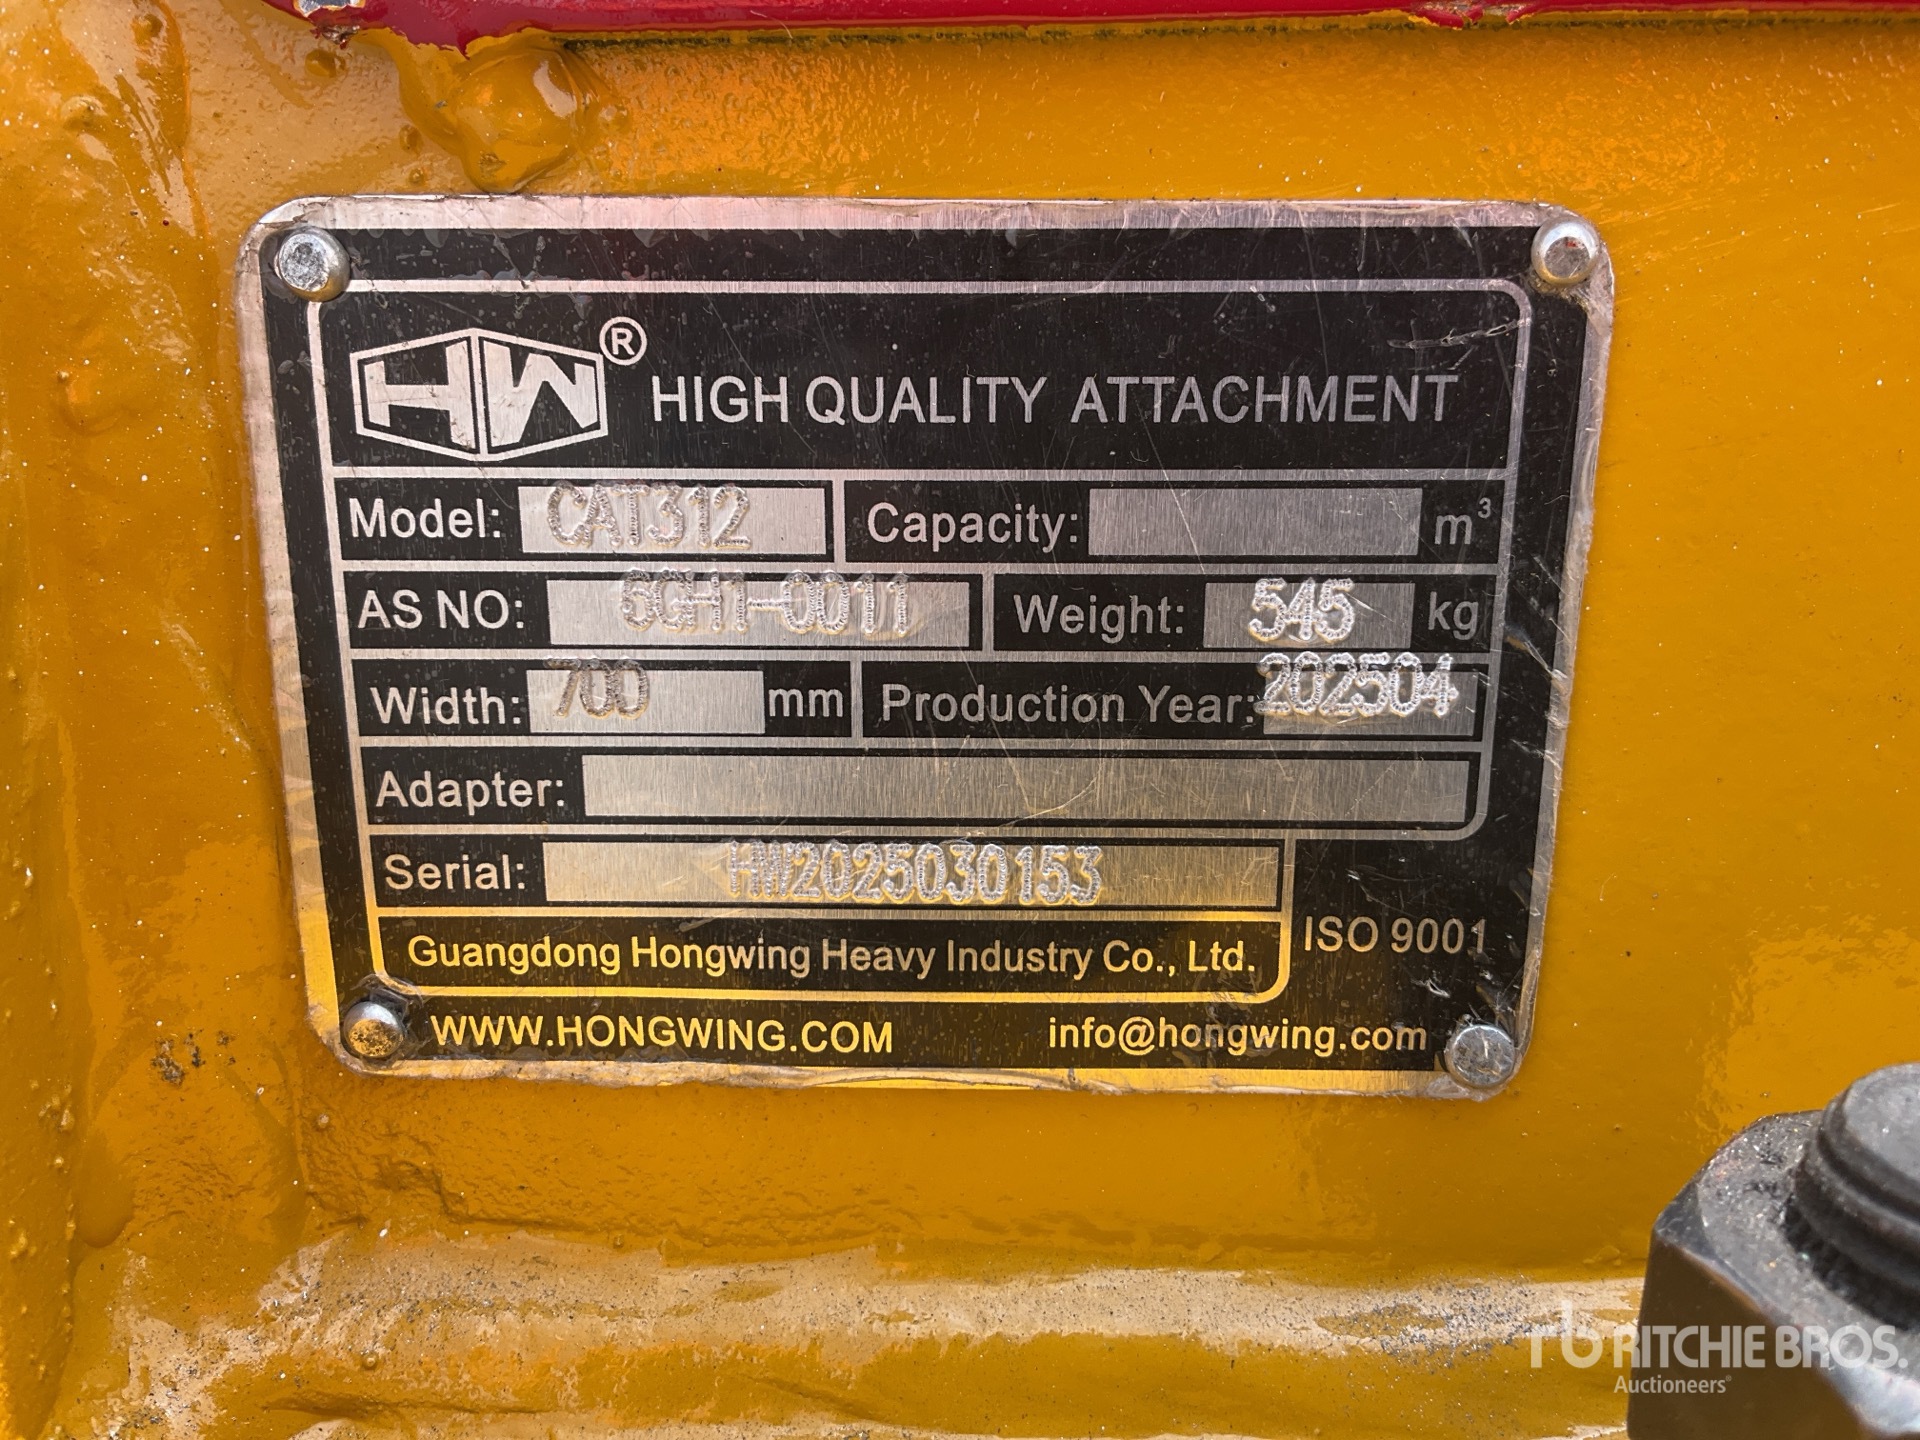 HW®
HIGH QUALITY ATTACHMENT
Model: CAT312 Capacity: m³
AS NO: 6GH1-0011 Weight: 545 kg
Width: 700 mm Production Year: 202504
Adapter:
Serial: HW2025030153
Guangdong Hongwing Heavy Industry Co., Ltd. ISO 9001
WWW.HONGWING.COM info@hongwing.com
rb RITCHIE BROS.
Auctioneers®